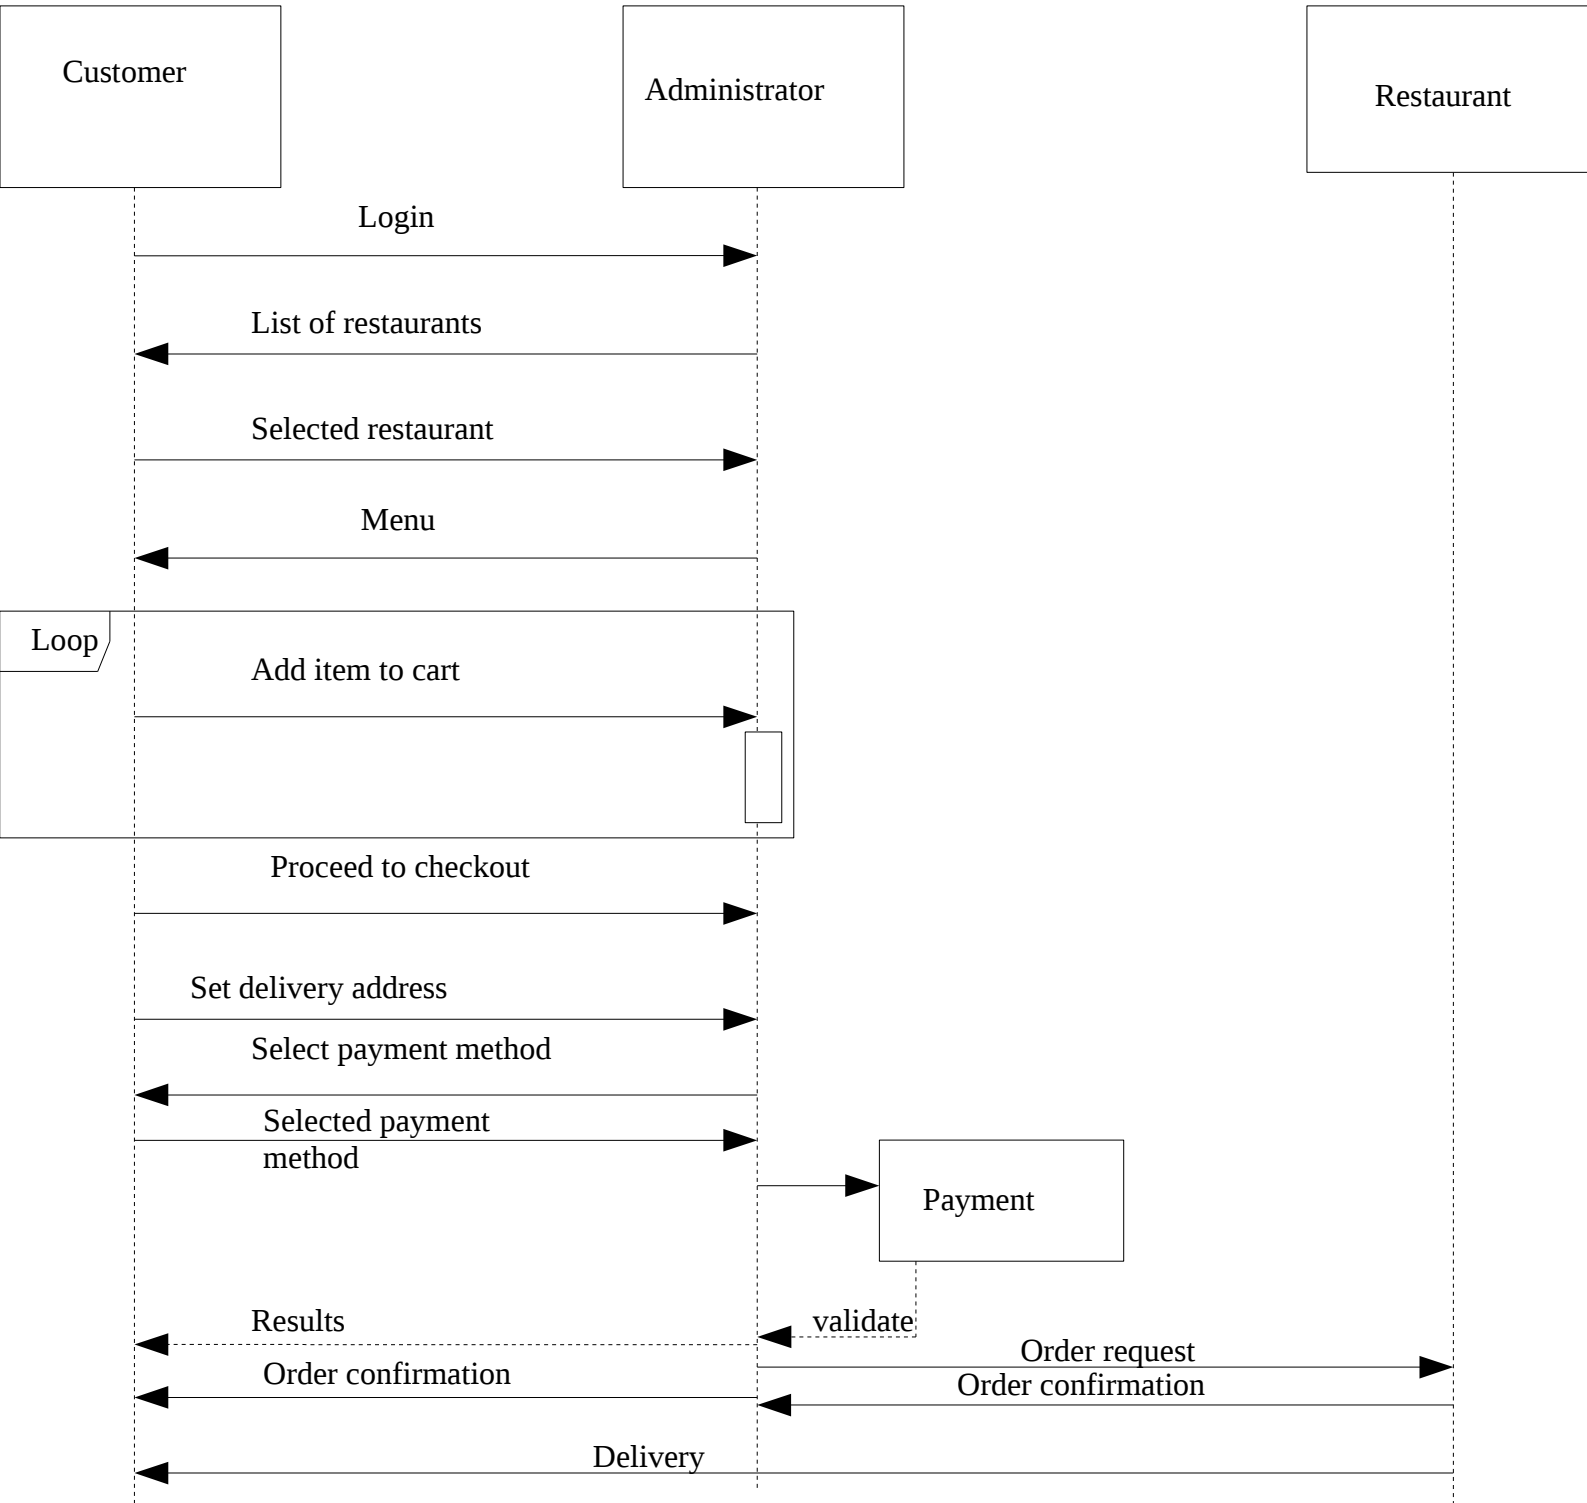 Customer
Administrator
Restaurant
Login
List of restaurants
Selected restaurant
Menu
Loop
Add item to cart
Proceed to checkout
Set delivery address
Select payment method
Selected payment
method
Payment
Results
validate
Order request
Order confirmation
Order confirmation
Delivery